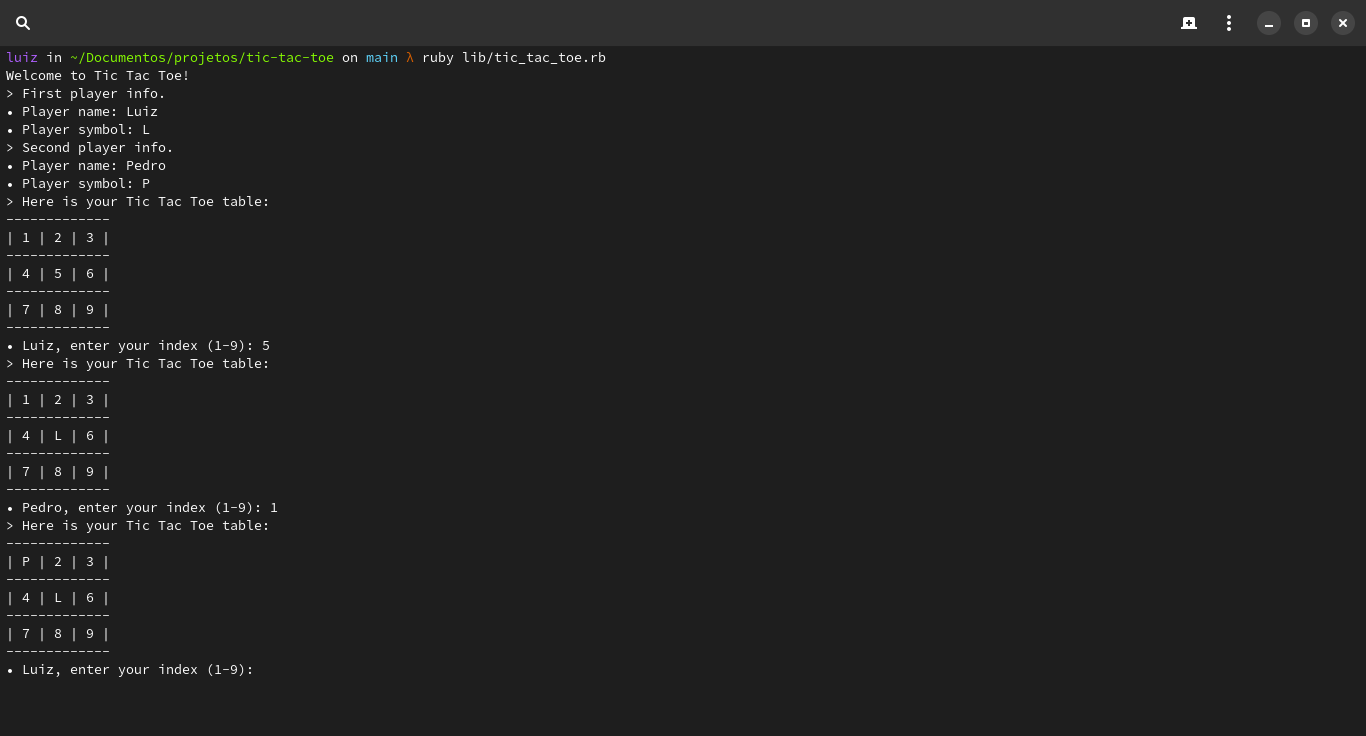 luiz in ~/Documentos/projetos/tic-tac-toe on main λ ruby lib/tic_tac_toe.rb
Welcome to Tic Tac Toe!
> First player info.
• Player name: Luiz
• Player symbol: L
> Second player info.
• Player name: Pedro
• Player symbol: P
> Here is your Tic Tac Toe table:
-------------
| 1 | 2 | 3 |
-------------
| 4 | 5 | 6 |
-------------
| 7 | 8 | 9 |
-------------
• Luiz, enter your index (1-9): 5
> Here is your Tic Tac Toe table:
-------------
| 1 | 2 | 3 |
-------------
| 4 | L | 6 |
-------------
| 7 | 8 | 9 |
-------------
• Pedro, enter your index (1-9): 1
> Here is your Tic Tac Toe table:
-------------
| P | 2 | 3 |
-------------
| 4 | L | 6 |
-------------
| 7 | 8 | 9 |
-------------
• Luiz, enter your index (1-9):